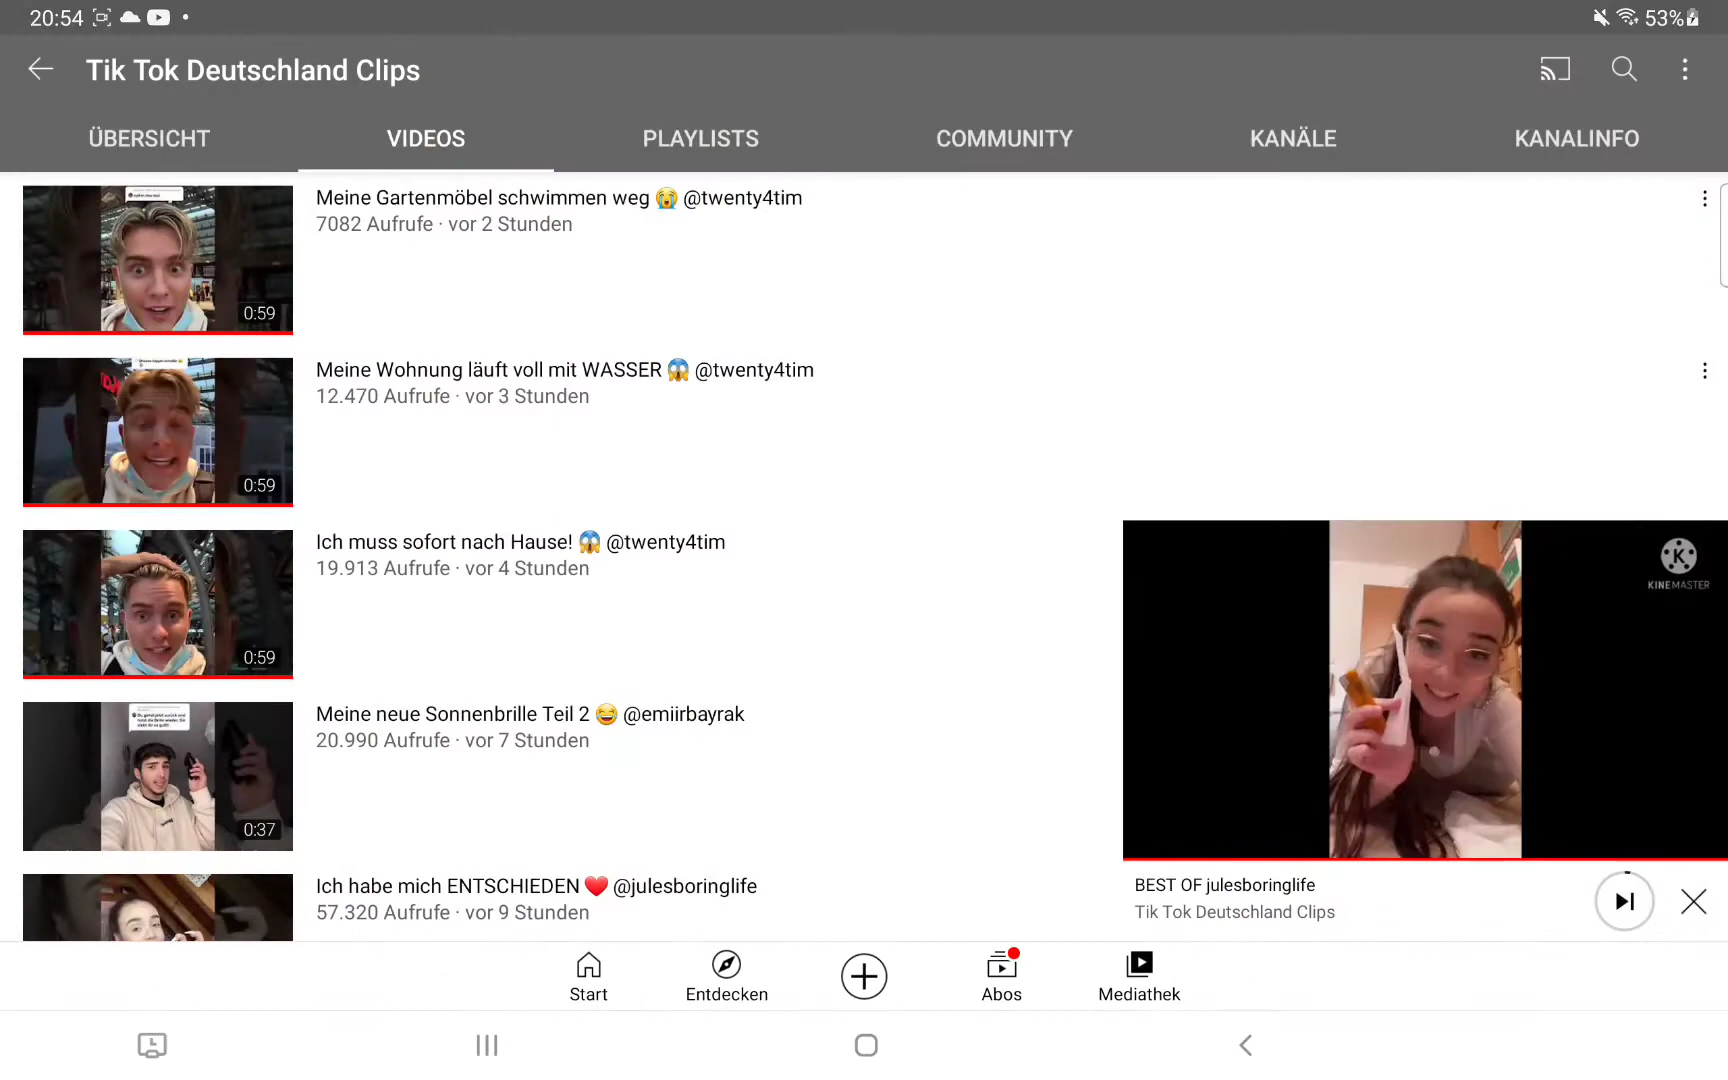 20:54
53%
Tik Tok Deutschland Clips
ÜBERSICHT
VIDEOS
PLAYLISTS
COMMUNITY
KANÄLE
KANALINFO
Meine Gartenmöbel schwimmen weg 😭 @twenty4tim
7082 Aufrufe · vor 2 Stunden
0:59
Meine Wohnung läuft voll mit WASSER 😱 @twenty4tim
12.470 Aufrufe · vor 3 Stunden
0:59
Ich muss sofort nach Hause! 😱 @twenty4tim
19.913 Aufrufe · vor 4 Stunden
0:59
Meine neue Sonnenbrille Teil 2 😂 @emiirbayrak
20.990 Aufrufe · vor 7 Stunden
0:37
Ich habe mich ENTSCHIEDEN ❤️ @julesboringlife
57.320 Aufrufe · vor 9 Stunden
K
KINEMASTER
BEST OF julesboringlife
Tik Tok Deutschland Clips
Start
Entdecken
Abos
Mediathek